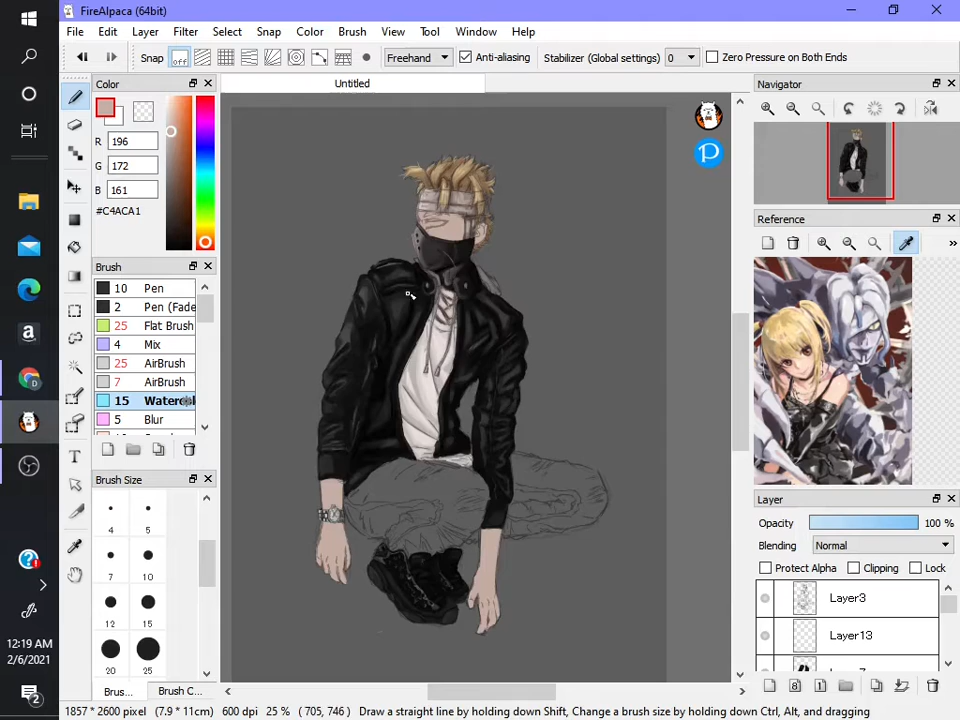 FireAlpaca (64bit)
File Edit Layer Filter Select Snap Color Brush View Tool Window Help
Snap off Freehand Anti-aliasing Stabilizer (Global settings) 0 Zero Pressure on Both Ends
Color
Untitled
Navigator
R 196
G 172
B 161
#C4ACA1
Reference
Brush
10 Pen
2 Pen (Fade
25 Flat Brush
4 Mix
25 AirBrush
7 AirBrush
15 Waterc
5 Blur
T
Brush Size
4 5
7 10
12 15
20 25
Brus... Brush C...
Layer
Opacity 100 %
Blending Normal
Protect Alpha Clipping Lock
Layer3
Layer13
8 1
12:19 AM
2/6/2021
2
1857 * 2600 pixel (7.9 * 11cm) 600 dpi 25 % ( 705, 746 ) Draw a straight line by holding down Shift, Change a brush size by holding down Ctrl, Alt, and dragging